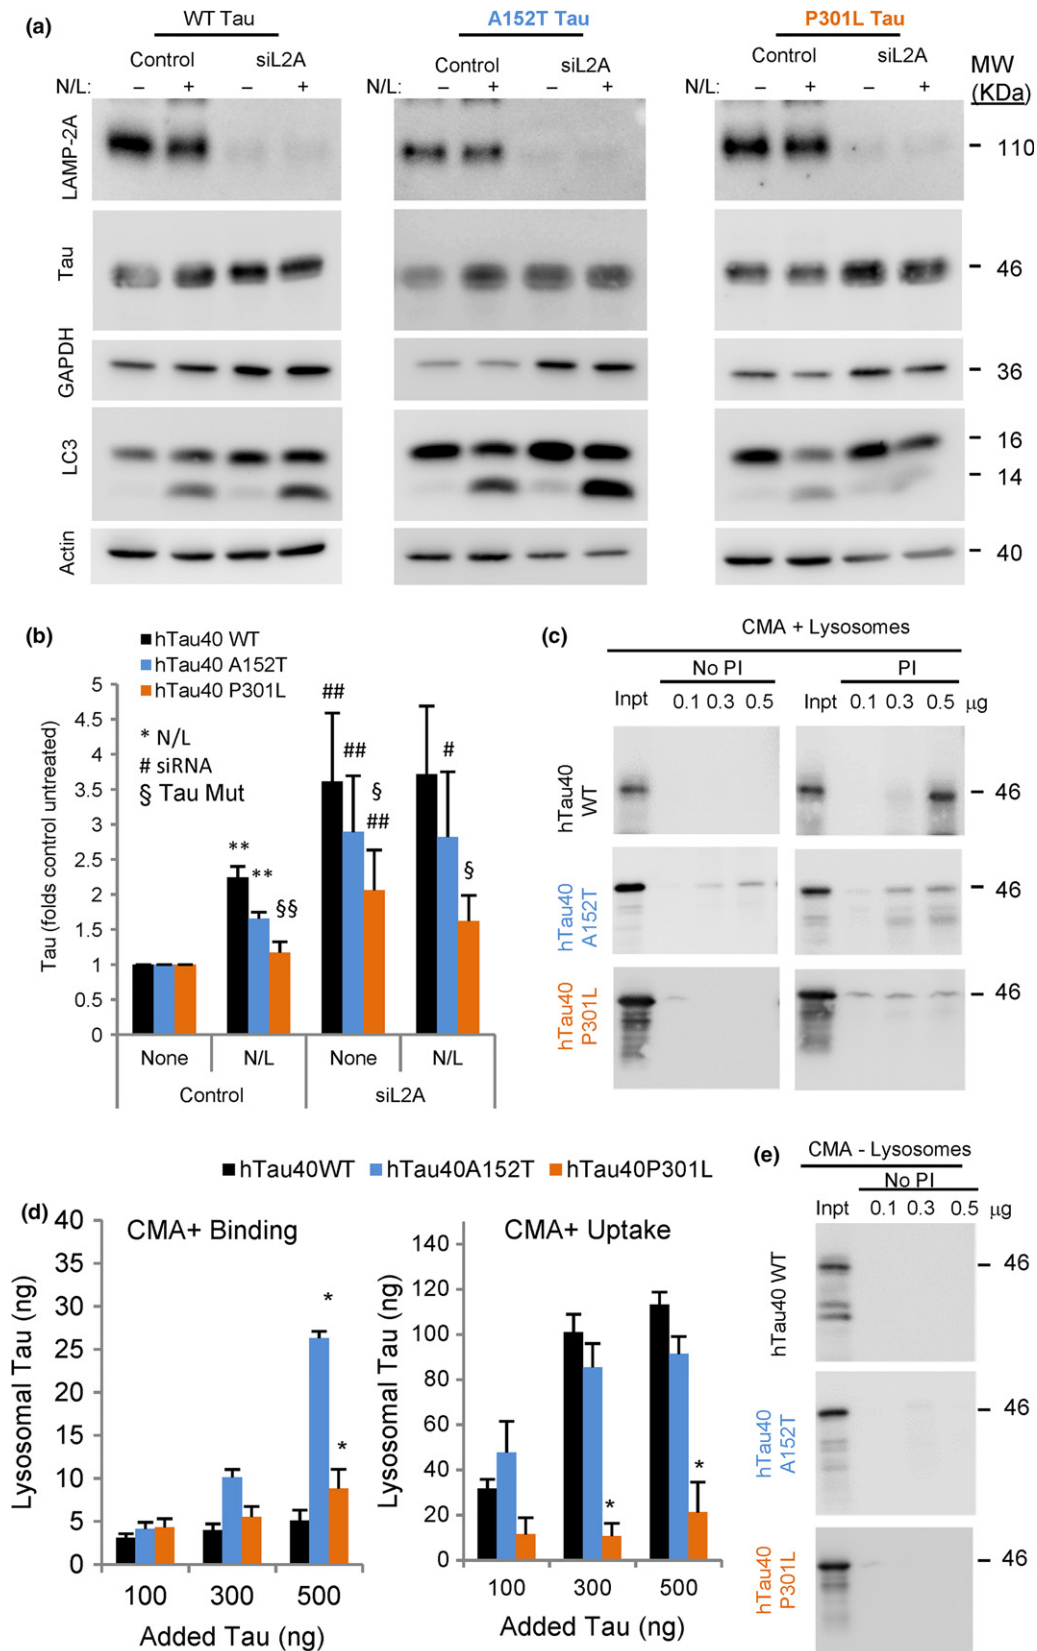 (a)
WT Tau
A152T Tau
P301L Tau
Control siL2A
Control siL2A
Control siL2A
MW
(KDa)
N/L: – + – +
N/L: – + – +
N/L: – + – +
LAMP-2A
110
Tau
46
GAPDH
36
LC3
16
14
Actin
40
(b)
hTau40 WT
hTau40 A152T
hTau40 P301L
* N/L
# siRNA
§ Tau Mut
Tau (folds control untreated)
5
4.5
4
3.5
3
2.5
2
1.5
1
0.5
0
** ** §§
## ## § ##
# §
None N/L None N/L
Control siL2A
(c)
CMA + Lysosomes
No PI PI
Inpt 0.1 0.3 0.5 Inpt 0.1 0.3 0.5 µg
hTau40
WT
46
hTau40
A152T
46
hTau40
P301L
46
hTau40WT hTau40A152T hTau40P301L
(d)
CMA+ Binding
Lysosomal Tau (ng)
40
35
30
25
20
15
10
5
0
* *
100 300 500
Added Tau (ng)
CMA+ Uptake
Lysosomal Tau (ng)
140
120
100
80
60
40
20
0
* *
100 300 500
Added Tau (ng)
(e)
CMA - Lysosomes
No PI
Inpt 0.1 0.3 0.5 µg
hTau40 WT
46
hTau40
A152T
46
hTau40
P301L
46